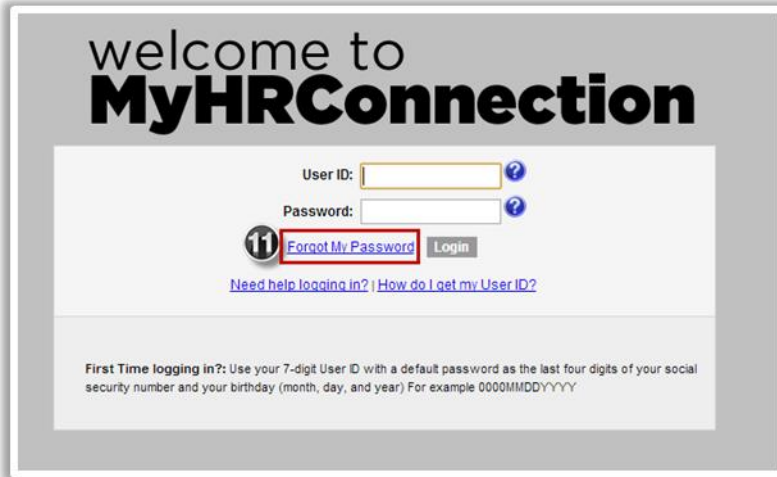 welcome to
MyHRConnection
User ID: ?
Password: ?
11 Forgot My Password Login
Need help logging in? | How do I get my User ID?
First Time logging in?: Use your 7-digit User ID with a default password as the last four digits of your social
security number and your birthday (month, day, and year) For example 0000MMDDYYYY